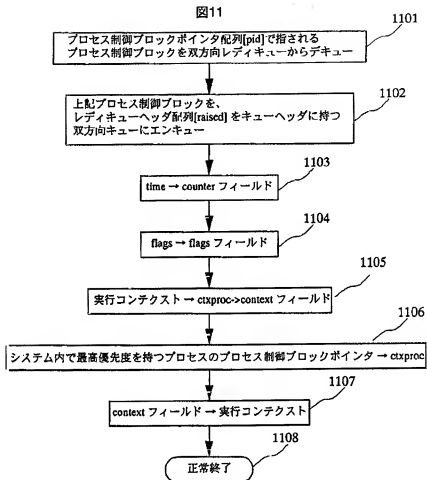 図11
1101
プロセス制御ブロックポインタ配列[pid]で指される
プロセス制御ブロックを双方向レディキューからデキュー
1102
上記プロセス制御ブロックを、
レディキューヘッダ配列[raised]をキューヘッダに持つ
双方向キューにエンキュー
1103
time → counter フィールド
1104
flags → flags フィールド
1105
実行コンテクスト → ctxproc->context フィールド
1106
システム内で最高優先度を持つプロセスのプロセス制御ブロックポインタ → ctxproc
1107
context フィールド → 実行コンテクスト
1108
正常終了